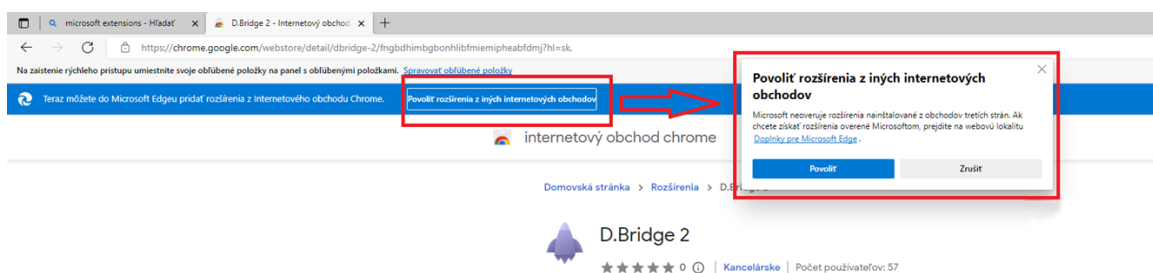 microsoft extensions - Hľadať
D.Bridge 2 - Internetový obchod
https://chrome.google.com/webstore/detail/dbridge-2/fngbdhimbgbonhlibfmiemipheabfdmj?hl=sk.
Na zaistenie rýchleho prístupu umiestnite svoje obľúbené položky na panel s obľúbenými položkami. Spravovať obľúbené položky
Teraz môžete do Microsoft Edgeu pridať rozšírenia z Internetového obchodu Chrome.
Povoliť rozšírenia z iných internetových obchodov
Povoliť rozšírenia z iných internetových
obchodov
Microsoft neoveruje rozšírenia nainštalované z obchodov tretích strán. Ak
chcete získať rozšírenia overené Microsoftom, prejdite na webovú lokalitu
Doplnky pre Microsoft Edge .
Povoliť
Zrušiť
internetový obchod chrome
Domovská stránka > Rozšírenia >
D.Bridge 2
0
Kancelárske
Počet používateľov: 57